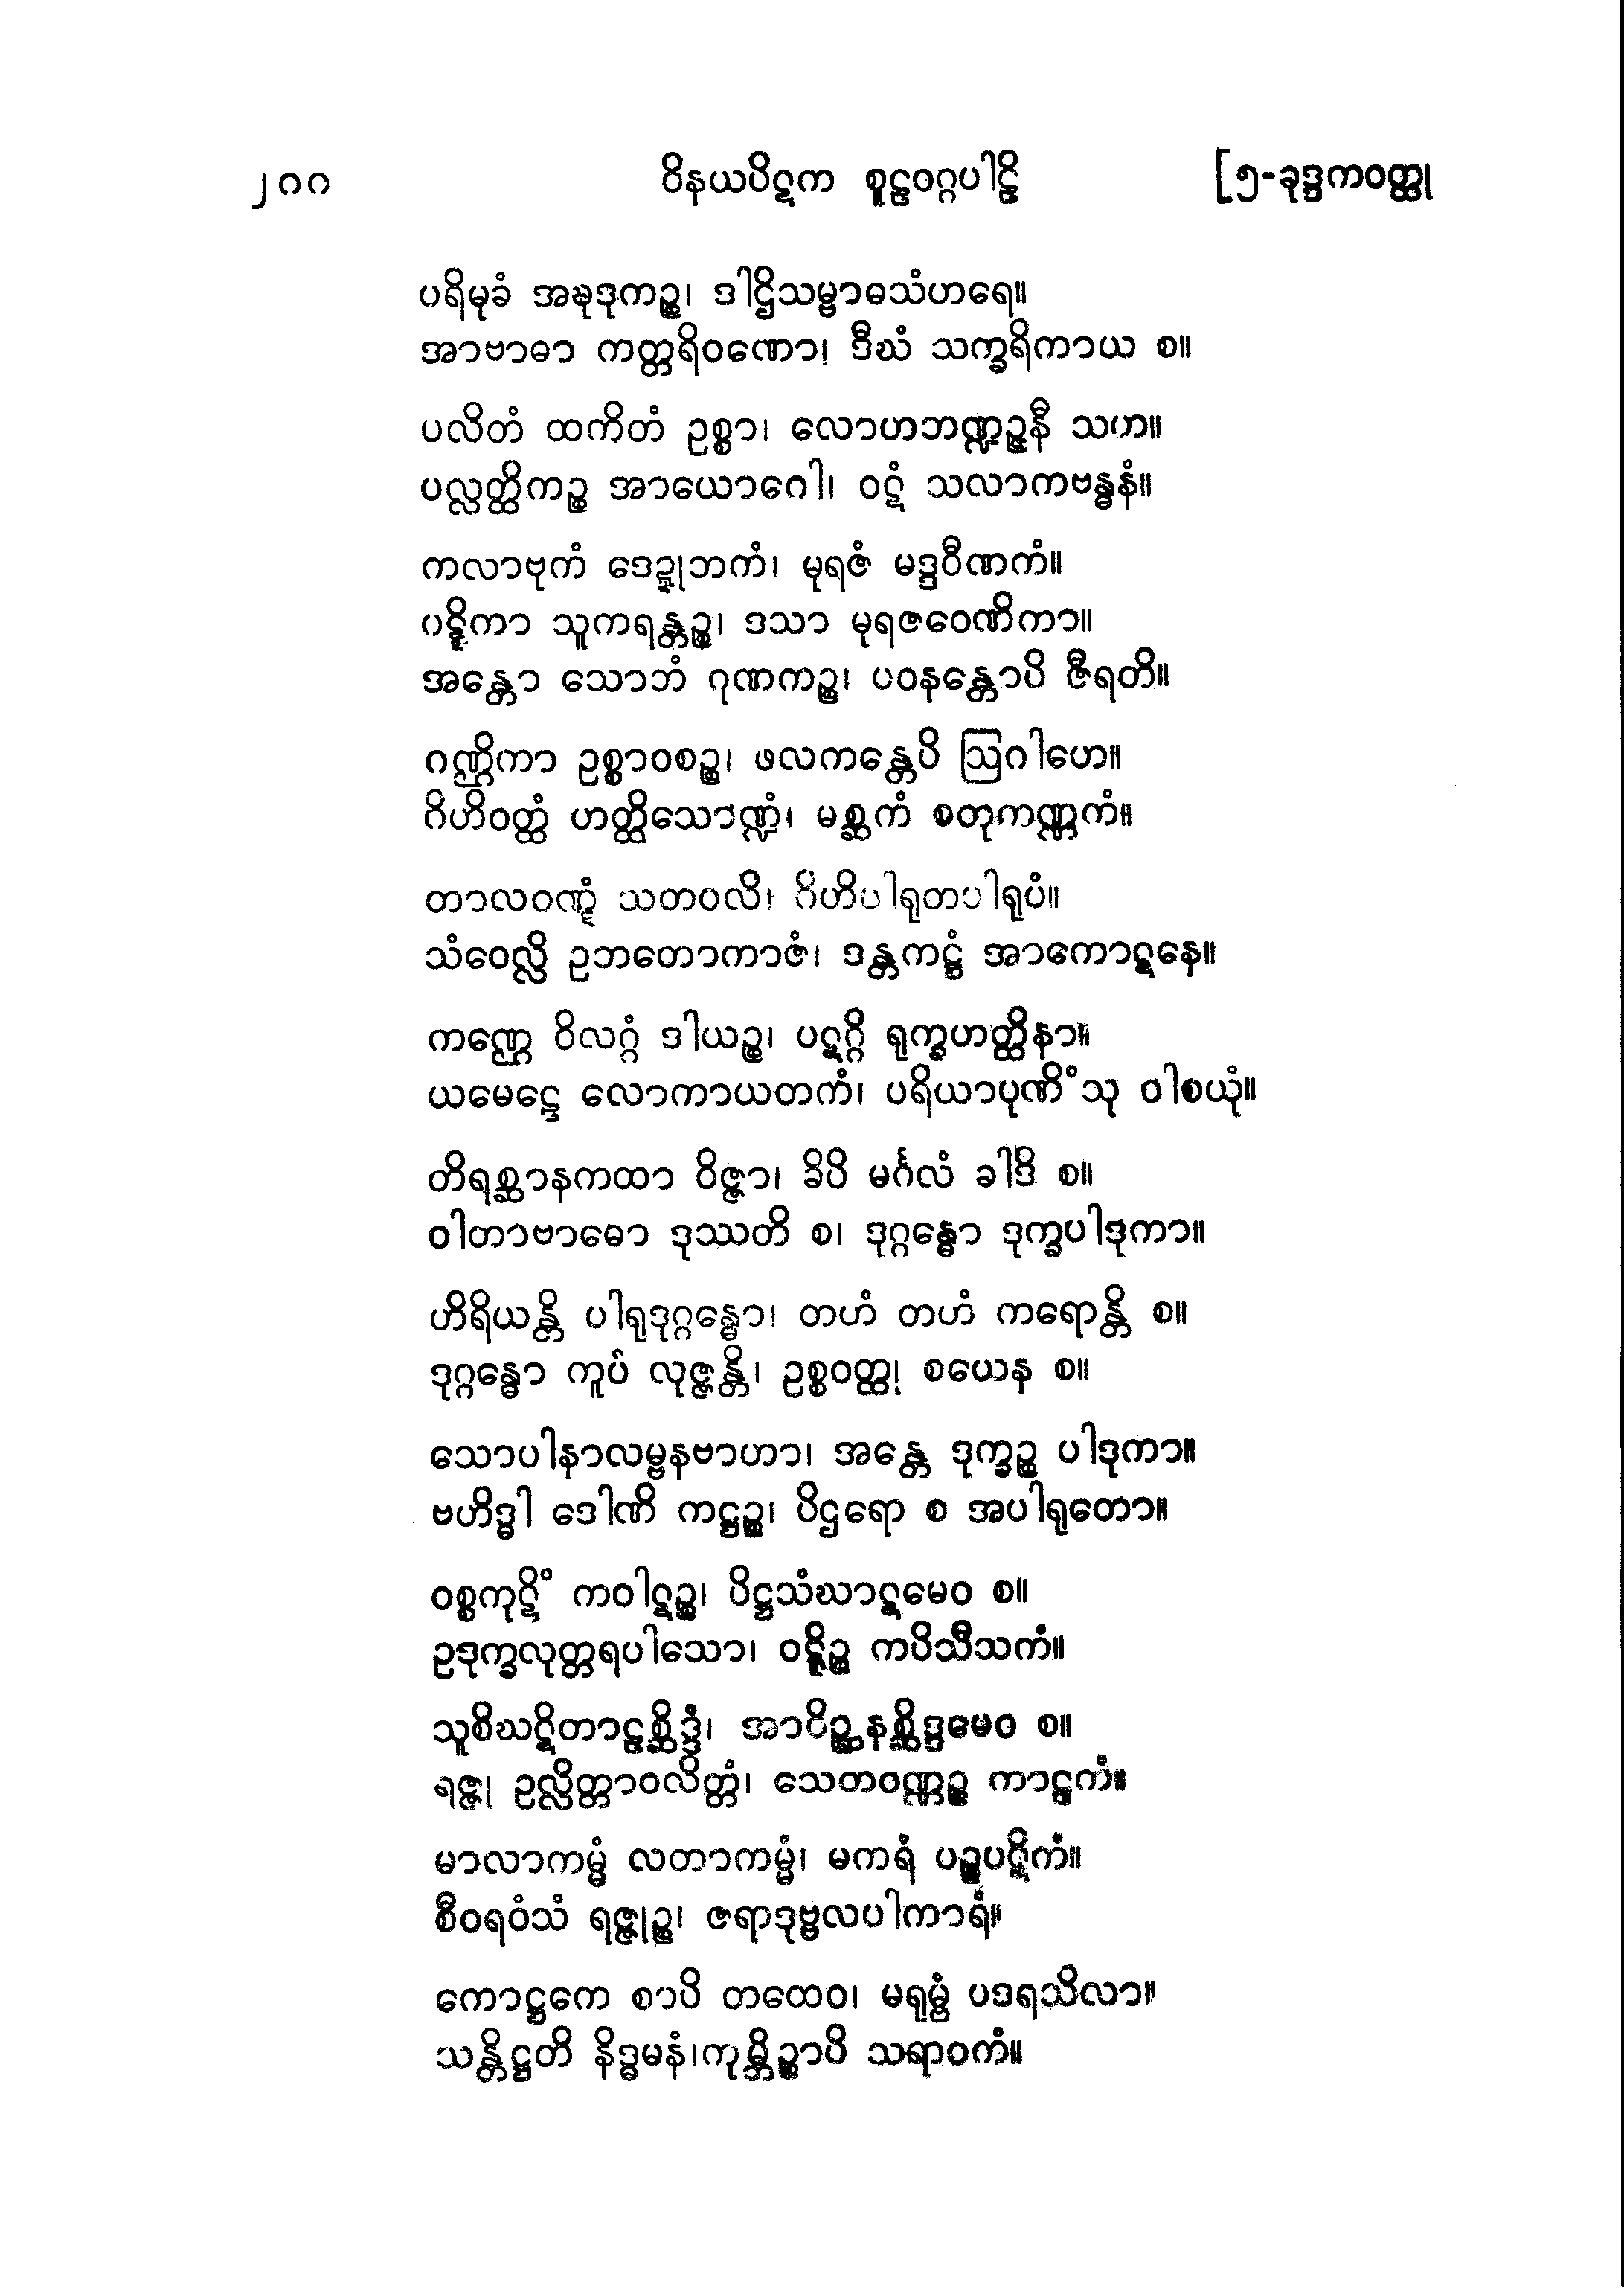 ၂၈၈ ဝိနယပိဋက စူဠဝဂ္ဂပါဠိ [၅-ခုဒ္ဒကဝတ္ထု
ပရိမုခံ အဍ္ဎဒုကဉ္စ၊ ဒါဌိသမ္ဗာဓသံဟရေ။
အာဗာဓာ ကတ္တရိဝဏော၊ ဒီဃံ သက္ခရိကာယ စ။
ပလိတံ ထကိတံ ဥစ္စာ၊ လောဟဘဏ္ဍဉ္ဇနီ သဟ။
ပလ္လတ္ထိကဉ္စ အာယောဂေါ၊ ဝဋံ သလာကဗန္ဓနံ။
ကလာဗုကံ ဒေဍ္ဍုဘကံ၊ မုရဇံ မဒ္ဒဝီဏကံ။
ပဋ္ဋိကာ သူကရန္တဉ္စ၊ ဒသာ မုရဇဝေဏိကာ။
အန္တော သောဘံ ဂုဏကဉ္စ၊ ပဝနန္တောပိ ဇီရတိ။
ဂဏ္ဌိကာ ဥစ္စာဝစဉ္စ၊ ဖလကန္တေပိ ဩဂါဟေ။
ဂိဟိဝတ္ထံ ဟတ္ထိသောဏ္ဍံ၊ မစ္ဆကံ စတုကဏ္ဏကံ။
တာလဝဏ္ဋံ သတဝလိ၊ ဂိဟိပါရုတပါရုပံ။
သံဝေလ္လိ ဥဘတောကာဇံ၊ ဒန္တကဋ္ဌံ အာကောဋနေ။
ကဏ္ဌေ ဝိလဂ္ဂံ ဒါယဉ္စ၊ ပဋဂ္ဂိ ရုက္ခဟတ္ထိနာ။
ယမေဋ္ဌေ လောကာယတကံ၊ ပရိယာပုဏိံသု ဝါစယုံ။
တိရစ္ဆာနကထာ ဝိဇ္ဇာ၊ ခိပိ မင်္ဂလံ ခါဒိ စ။
ဝါတာဗာဓော ဒုဿတိ စ၊ ဒုဂ္ဂန္ဓော ဒုက္ခပါဒုကာ။
ဟိရိယန္တိ ပါရုဒုဂ္ဂန္ဓော၊ တဟံ တဟံ ကရောန္တိ စ။
ဒုဂ္ဂန္ဓော ကူပံ လုဇ္ဇန္တိ၊ ဥစ္စဝတ္ထု စယေန စ။
သောပါနာလမ္ဗနဗာဟာ၊ အန္တေ ဒုက္ခဉ္စ ပါဒုကာ။
ဗဟိဒ္ဓါ ဒေါဏိ ကဋ္ဌဉ္စ၊ ပိဌရော စ အပါရုတော။
ဝစ္စကုဋိံ ကဝါဋဉ္စ၊ ပိဋ္ဌသံဃာဋမေဝ စ။
ဥဒုက္ခလုတ္တရပါသော၊ ဝဋ္ဋိဉ္စ ကပိသီသကံ။
သူစိဃဋိတာဠစ္ဆိဒ္ဒံ၊ အာဝိဉ္ဆနစ္ဆိဒ္ဒမေဝ စ။
ရဇ္ဇု ဥလ္လိတ္တာဝလိတ္တံ၊ သေတဝဏ္ဏဉ္စ ကာဠကံ။
မာလာကမ္မံ လတာကမ္မံ၊ မကရံ ပဉ္စပဋိကံ။
စီဝရဝံသံ ရဇ္ဇုဉ္စ၊ ဇရာဒုဗ္ဗလပါကာရံ။
ကောဋ္ဌကေ စာပိ တထေဝ၊ မရုမ္ဗံ ပဒရသိလာ။
သန္တိဋ္ဌတိ နိဒ္ဓမနံ၊ကုမ္ဘိဉ္စာပိ သရာဝကံ။